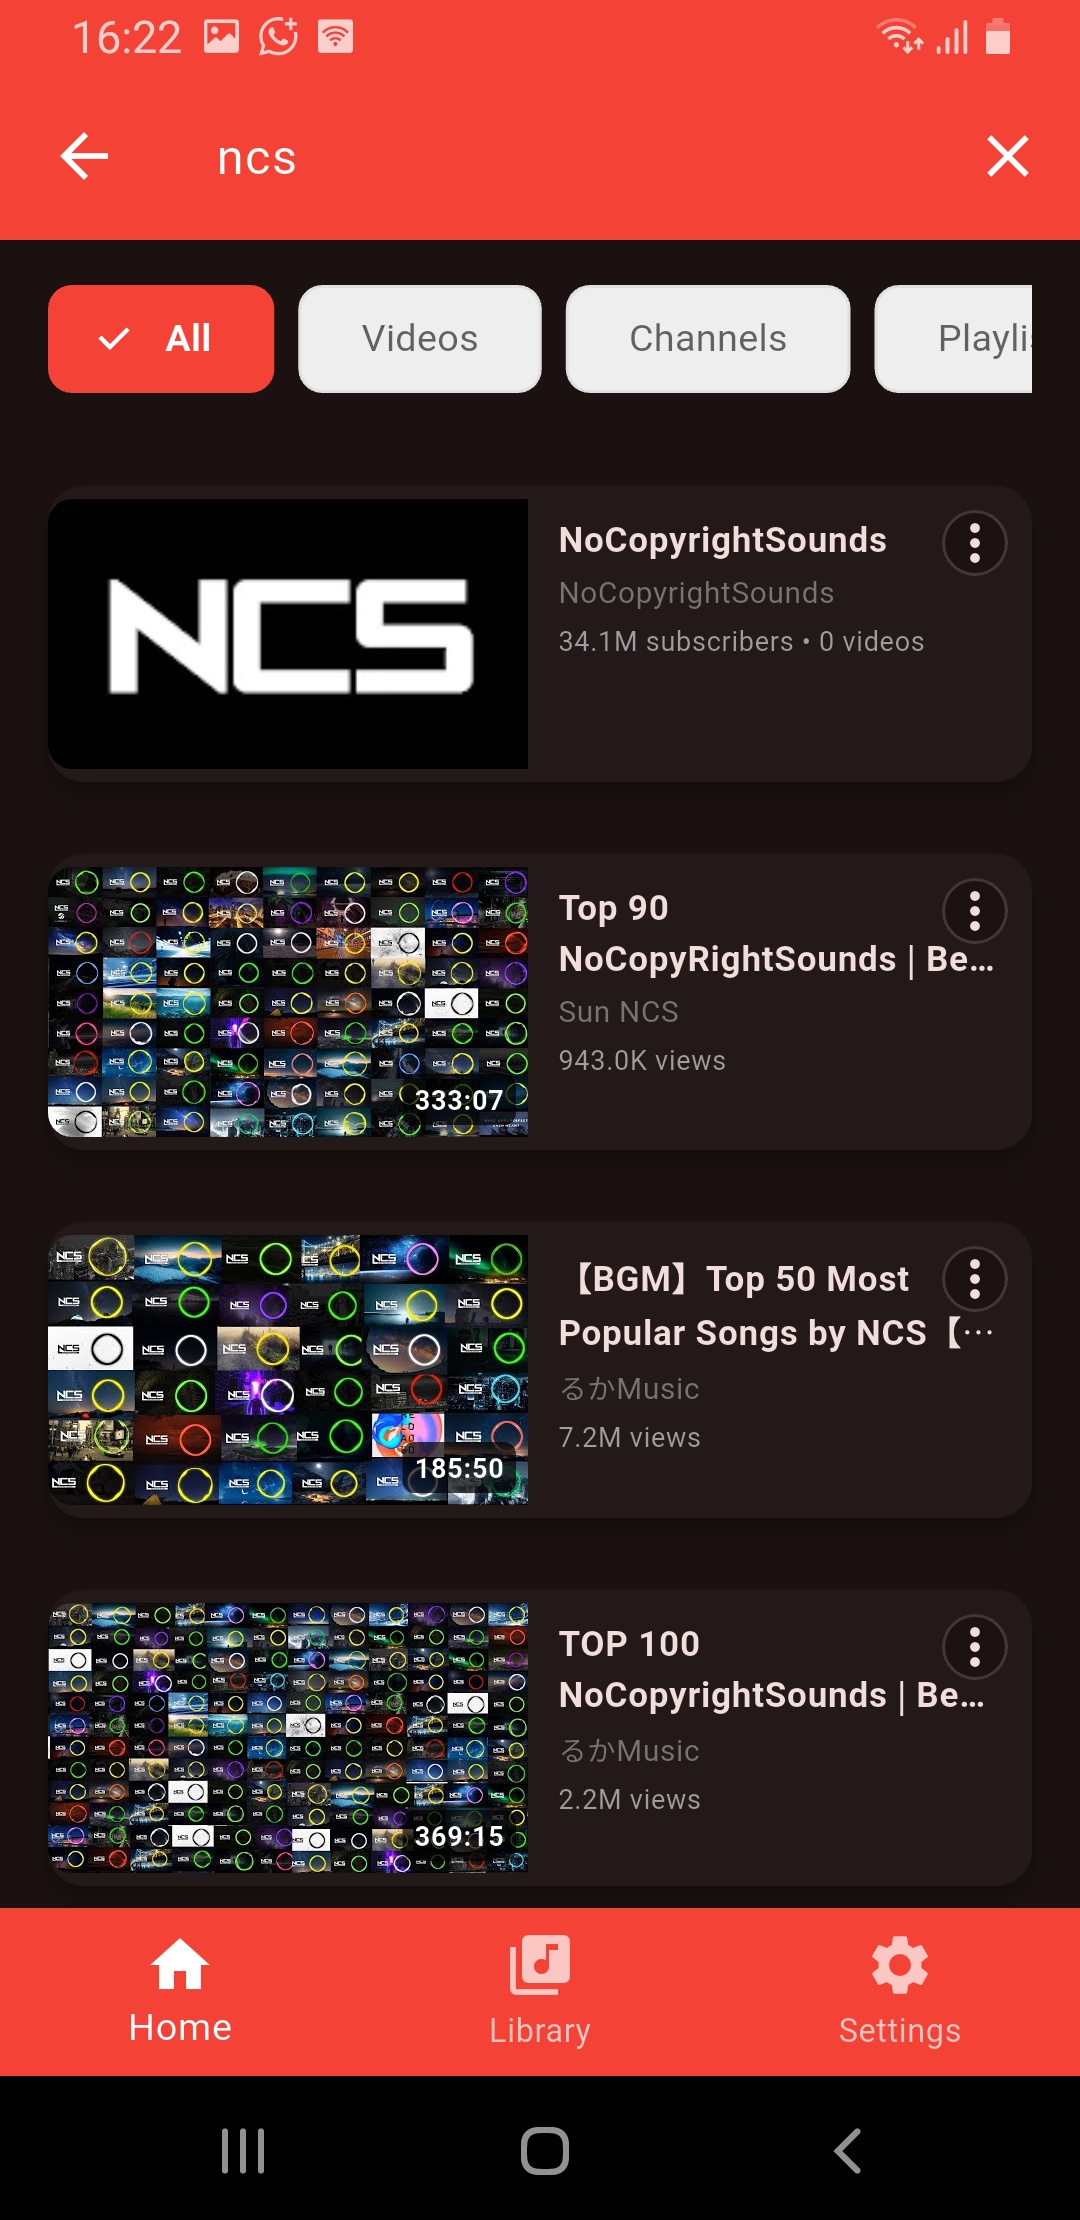 16:22
ncs
All
Videos
Channels
Playlis
NCS
NoCopyrightSounds
NoCopyrightSounds
34.1M subscribers • 0 videos
333:07
Top 90
NoCopyRightSounds | Be…
Sun NCS
943.0K views
185:50
【BGM】Top 50 Most
Popular Songs by NCS【…
るかMusic
7.2M views
369:15
TOP 100
NoCopyrightSounds | Be…
るかMusic
2.2M views
Home
Library
Settings